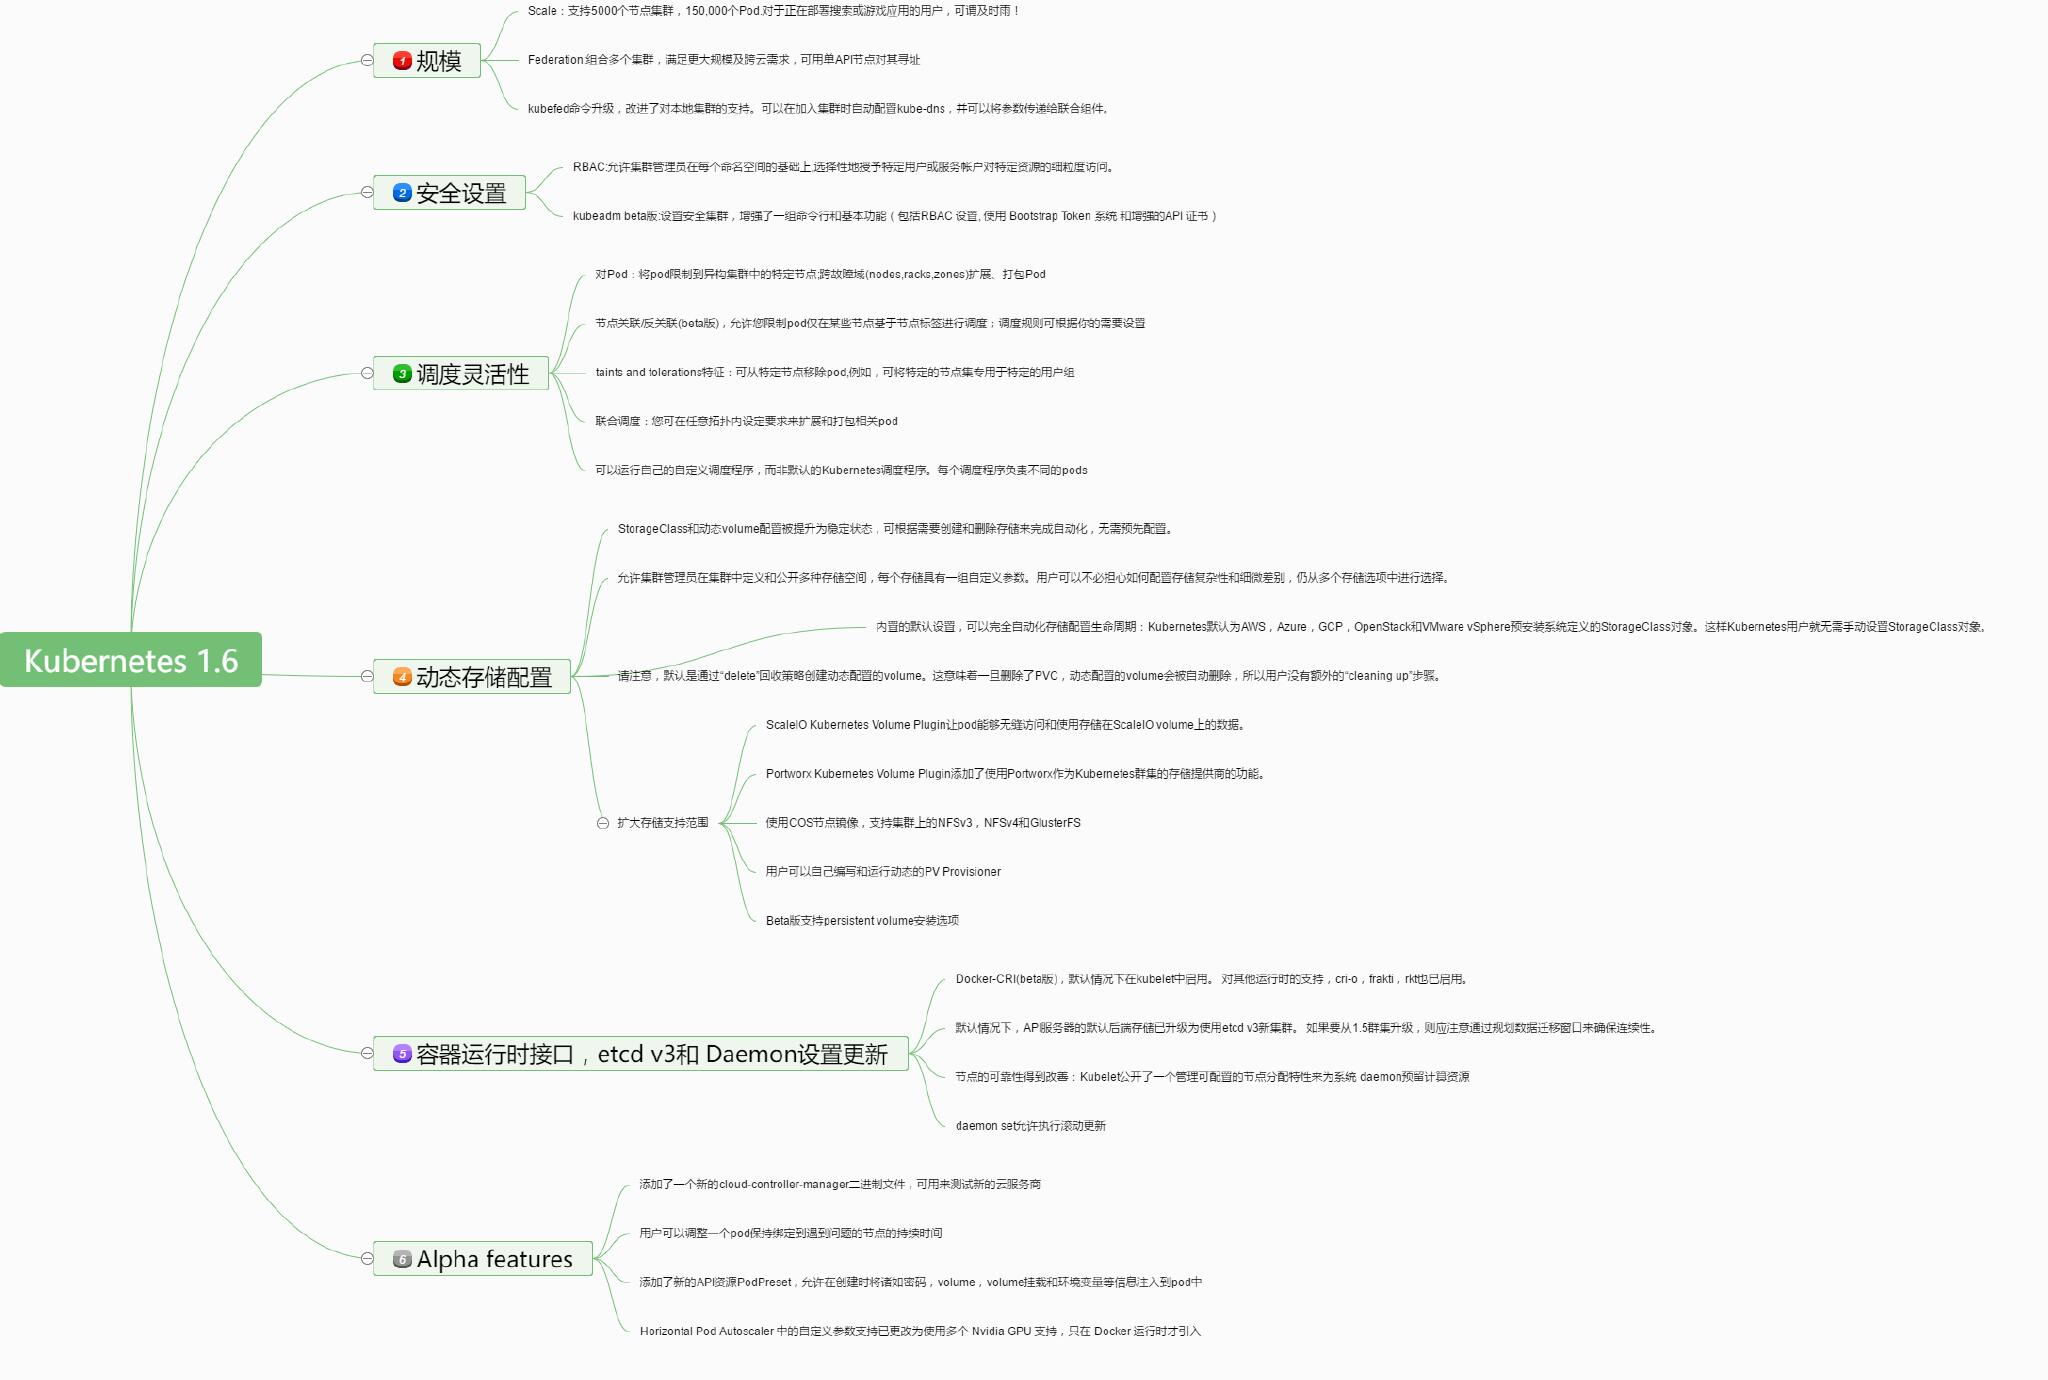 Kubernetes 1.6
1 规模
Scale：支持5000个节点集群，150,000个Pod.对于正在部署搜索或游戏应用的用户，可谓及时雨！
Federation:组合多个集群，满足更大规模及跨云需求，可用单API节点对其寻址
kubefed命令升级，改进了对本地集群的支持。可以在加入集群时自动配置kube-dns，并可以将参数传递给联合组件。
2 安全设置
RBAC:允许集群管理员在每个命名空间的基础上,选择性地授予特定用户或服务帐户对特定资源的细粒度访问。
kubeadm beta版:设置安全集群，增强了一组命令行和基本功能（包括RBAC 设置, 使用 Bootstrap Token 系统 和增强的API 证书）
3 调度灵活性
对Pod：将pod限制到异构集群中的特定节点;跨故障域(nodes,racks,zones)扩展、打包Pod
节点关联/反关联(beta版)，允许您限制pod仅在某些节点基于节点标签进行调度；调度规则可根据你的需要设置
taints and tolerations特征：可从特定节点移除pod,例如，可将特定的节点集专用于特定的用户组
联合调度：您可在任意拓扑内设定要求来扩展和打包相关pod
可以运行自己的自定义调度程序，而非默认的Kubernetes调度程序。每个调度程序负责不同的pods
4 动态存储配置
StorageClass和动态volume配置被提升为稳定状态，可根据需要创建和删除存储来完成自动化，无需预先配置。
允许集群管理员在集群中定义和公开多种存储空间，每个存储具有一组自定义参数。用户可以不必担心如何配置存储复杂性和细微差别，仍从多个存储选项中进行选择。
内置的默认设置，可以完全自动化存储配置生命周期：Kubernetes默认为AWS，Azure，GCP，OpenStack和VMware vSphere预安装系统定义的StorageClass对象。这样Kubernetes用户就无需手动设置StorageClass对象。
请注意，默认是通过“delete”回收策略创建动态配置的volume。这意味着一旦删除了PVC，动态配置的volume会被自动删除，所以用户没有额外的“cleaning up”步骤。
扩大存储支持范围
ScaleIO Kubernetes Volume Plugin让pod能够无缝访问和使用存储在ScaleIO volume上的数据。
Portworx Kubernetes Volume Plugin添加了使用Portworx作为Kubernetes群集的存储提供商的功能。
使用COS节点镜像，支持集群上的NFSv3，NFSv4和GlusterFS
用户可以自己编写和运行动态的PV Provisioner
Beta版支持persistent volume安装选项
5 容器运行时接口，etcd v3和 Daemon设置更新
Docker-CRI(beta版)，默认情况下在kubelet中启用。 对其他运行时的支持，cri-o，frakti，rkt也已启用。
默认情况下，API服务器的默认后端存储已升级为使用etcd v3新集群。 如果要从1.5群集升级，则应注意通过规划数据迁移窗口来确保连续性。
节点的可靠性得到改善：Kubelet公开了一个管理可配置的节点分配特性来为系统 daemon预留计算资源
daemon set允许执行滚动更新
6 Alpha features
添加了一个新的cloud-controller-manager二进制文件，可用来测试新的云服务商
用户可以调整一个pod保持绑定到遇到问题的节点的持续时间
添加了新的API资源PodPreset，允许在创建时将诸如密码，volume，volume挂载和环境变量等信息注入到pod中
Horizontal Pod Autoscaler 中的自定义参数支持已更改为使用多个 Nvidia GPU 支持，只在 Docker 运行时才引入